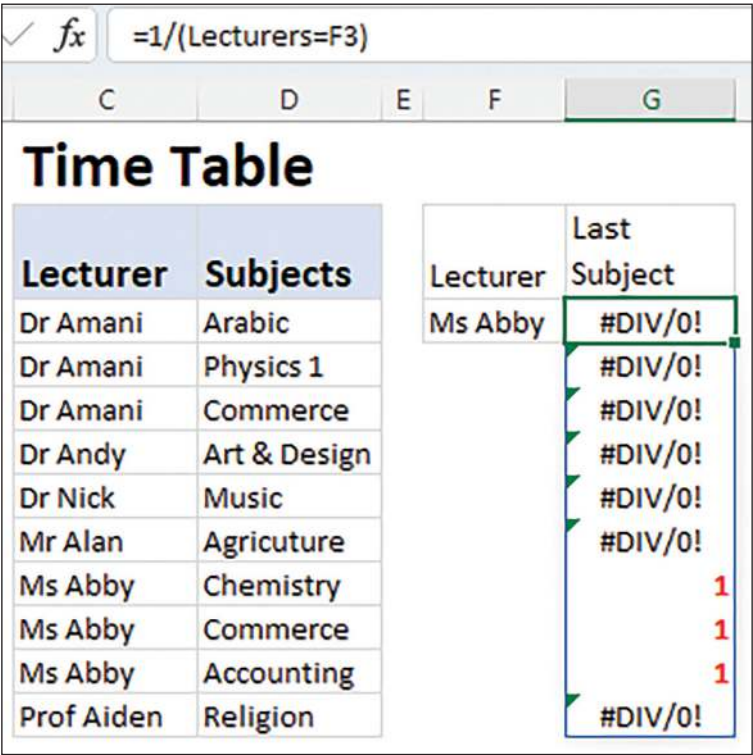 fx =1/(Lecturers=F3)
C D E F G
Time Table
Last
Lecturer Subjects Lecturer Subject
Dr Amani Arabic Ms Abby #DIV/0!
Dr Amani Physics 1 #DIV/0!
Dr Amani Commerce #DIV/0!
Dr Andy Art & Design #DIV/0!
Dr Nick Music #DIV/0!
Mr Alan Agricuture #DIV/0!
Ms Abby Chemistry 1
Ms Abby Commerce 1
Ms Abby Accounting 1
Prof Aiden Religion #DIV/0!